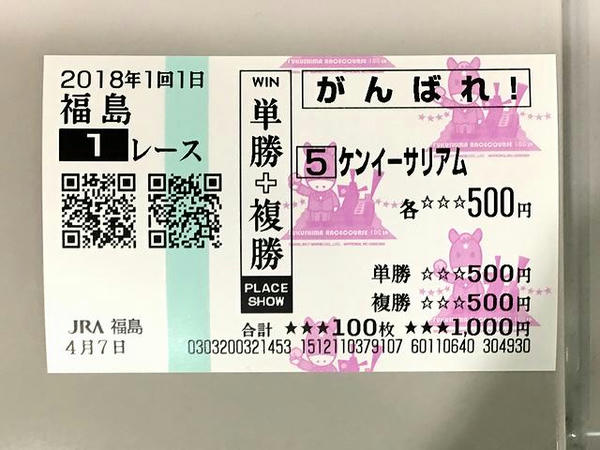 2018年1回1日
福島
1レース
JRA 福島
4月7日
WIN
単勝+複勝
PLACE
SHOW
がんばれ!
5 ケンイーサリアム
各☆☆☆500円
単勝 ☆☆☆500円
複勝 ☆☆☆500円
合計 ★★★100枚 ★★★1,000円
0303200321453 1512110379107 60110640 304930
FUKUSHIMA RACECOURSE 100th